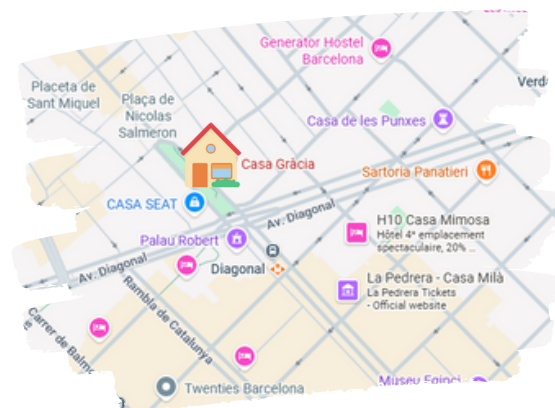 Generator Hostel
Barcelona
Placeta de
Sant Miquel
Plaça de
Nicolas
Salmeron
Verd
Casa de les Punxes
Casa Gràcia
Sartoria Panatieri
CASA SEAT
Av. Diagonal
H10 Casa Mimosa
Hôtel 4* emplacement
spectaculaire, 20% ...
Palau Robert
Diagonal
Av. Diagonal
La Pedrera - Casa Milà
La Pedrera Tickets
- Official website
Rambla de Catalunya
Carrer de Balm
Twenties Barcelona
Museu Egipci